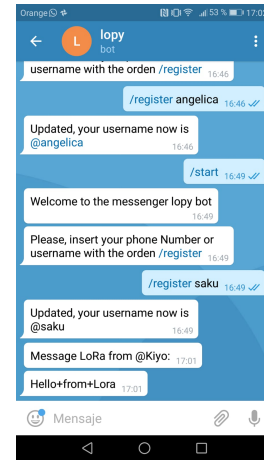 Orange 53 % 17:0
L lopy
bot
username with the orden /register 16:46
/register angelica 16:46
Updated, your username now is
@angelica 16:46
/start 16:49
Welcome to the messenger lopy bot
16:49
Please, insert your phone Number or
username with the orden /register 16:49
/register saku 16:49
Updated, your username now is
@saku 16:49
Message LoRa from @Kiyo: 17:01
Hello+from+Lora 17:01
Mensaje